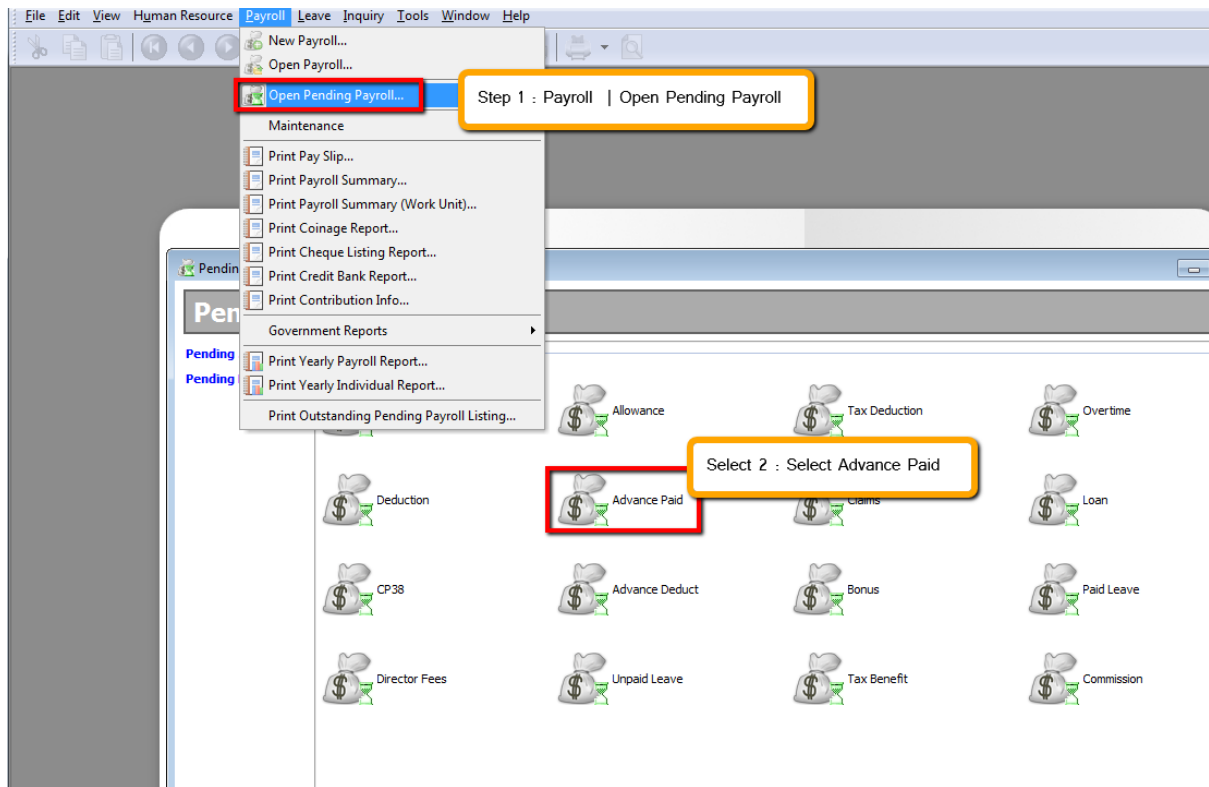 File Edit View Human Resource Payroll Leave Inquiry Tools Window Help
New Payroll...
Open Payroll...
Open Pending Payroll...
Step 1 : Payroll | Open Pending Payroll
Maintenance
Print Pay Slip...
Print Payroll Summary...
Print Payroll Summary (Work Unit)...
Print Coinage Report...
Print Cheque Listing Report...
Print Credit Bank Report...
Print Contribution Info...
Government Reports
Print Yearly Payroll Report...
Print Yearly Individual Report...
Print Outstanding Pending Payroll Listing...
Pendin
Pen
Pending
Pending
Allowance Tax Deduction Overtime
Select 2 : Select Advance Paid
Deduction Advance Paid Claims Loan
CP38 Advance Deduct Bonus Paid Leave
Director Fees Unpaid Leave Tax Benefit Commission